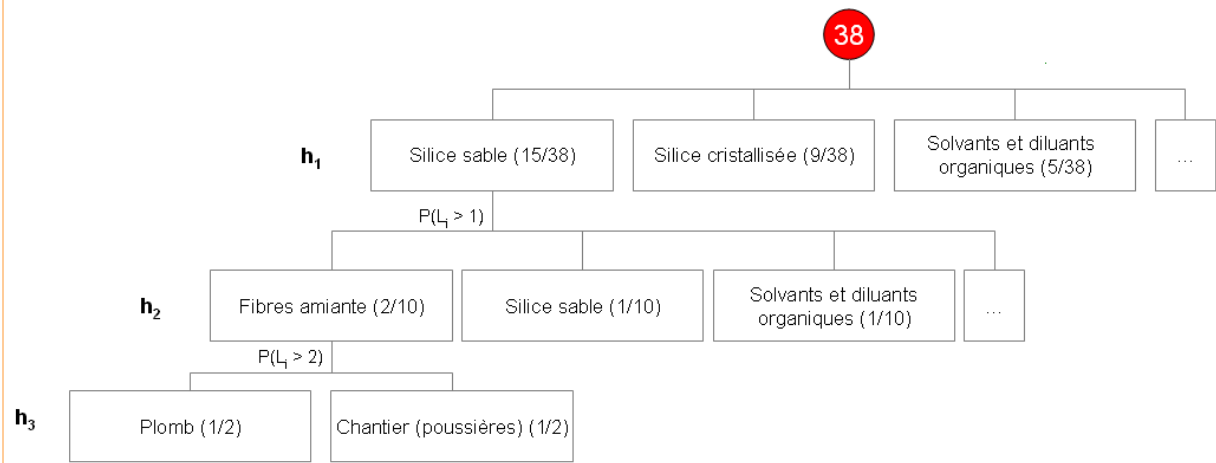 38
h₁
Silice sable (15/38)
Silice cristallisée (9/38)
Solvants et diluants
organiques (5/38)
...
P(Lᵢ > 1)
h₂
Fibres amiante (2/10)
Silice sable (1/10)
Solvants et diluants
organiques (1/10)
...
P(Lᵢ > 2)
h₃
Plomb (1/2)
Chantier (poussières) (1/2)